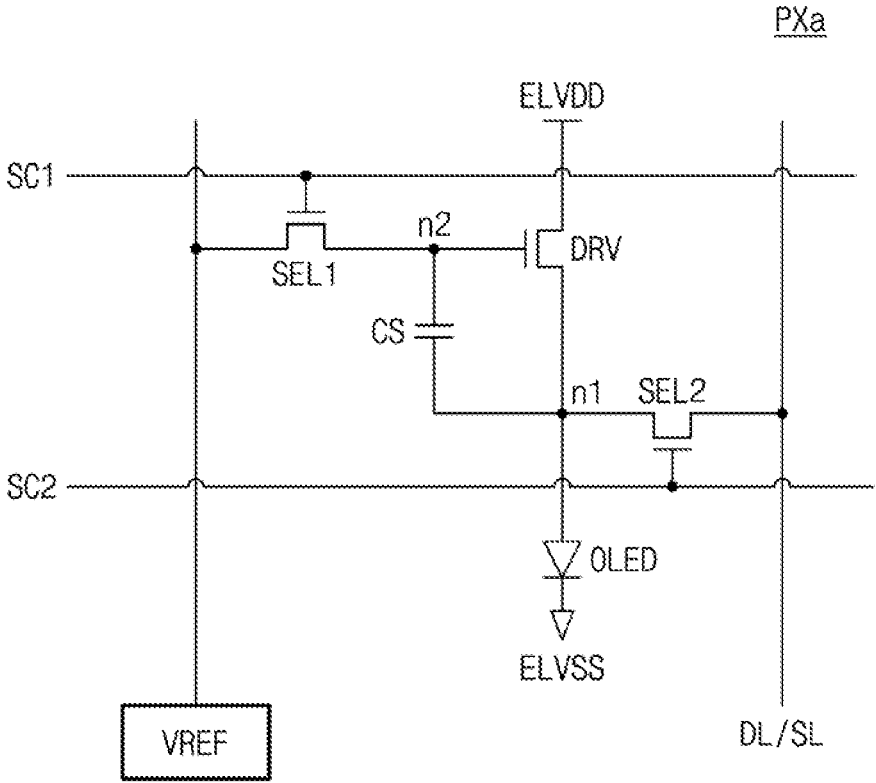 PXa
ELVDD
SC1
n2
DRV
SEL1
CS
n1
SEL2
SC2
OLED
ELVSS
VREF
DL/SL